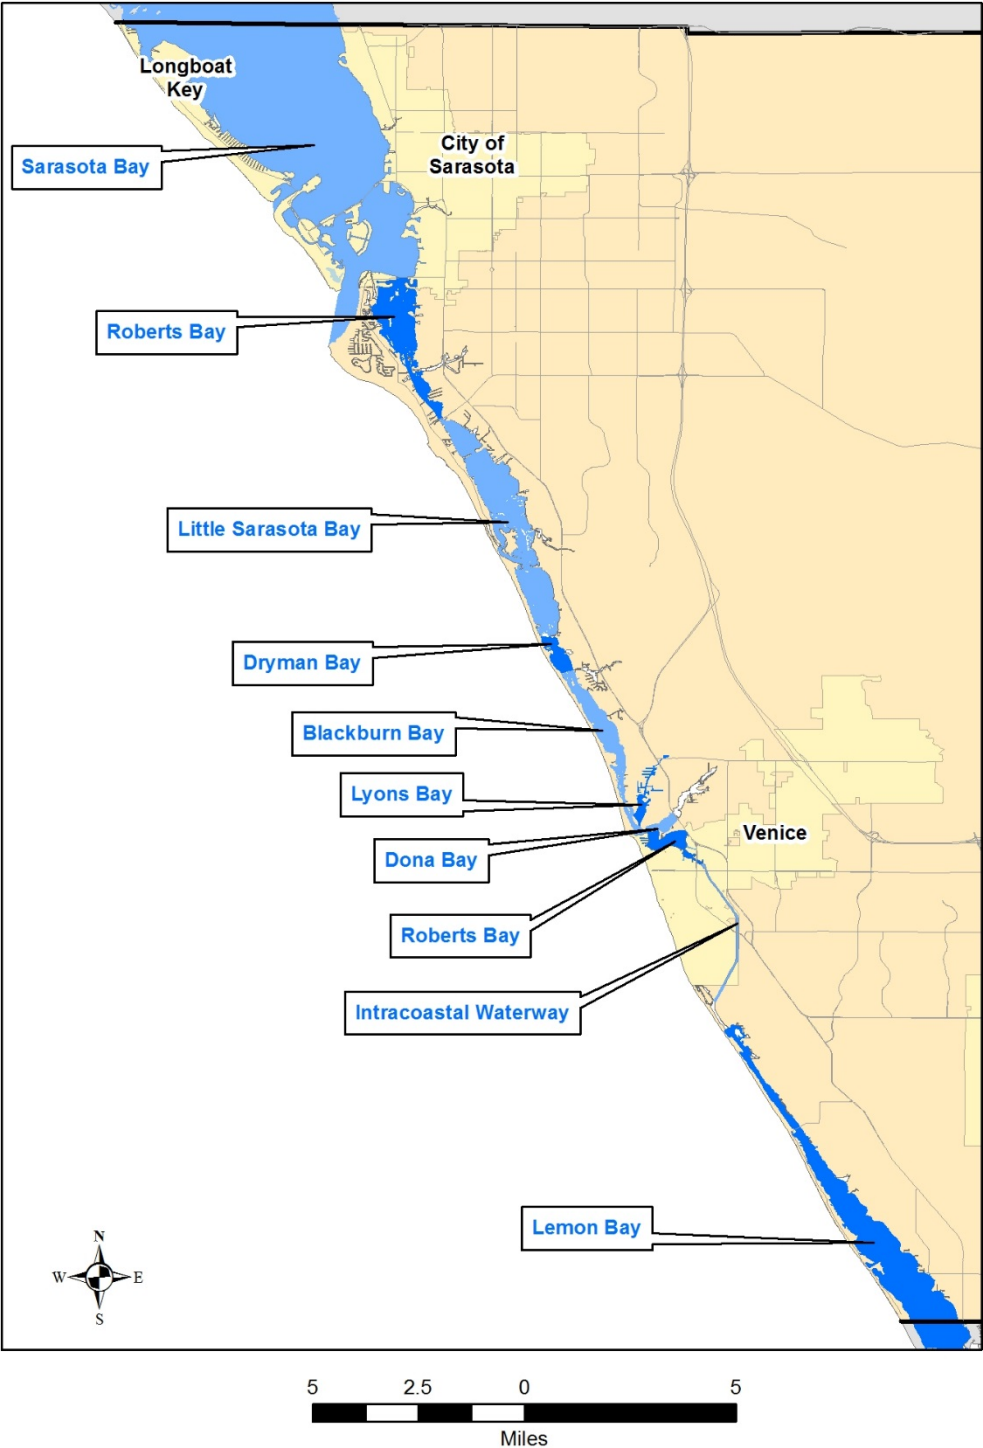 Longboat
Key
City of
Sarasota
Sarasota Bay
Roberts Bay
Little Sarasota Bay
Dryman Bay
Blackburn Bay
Lyons Bay
Venice
Dona Bay
Roberts Bay
Intracoastal Waterway
Lemon Bay
N
W E
S
5 2.5 0 5
Miles